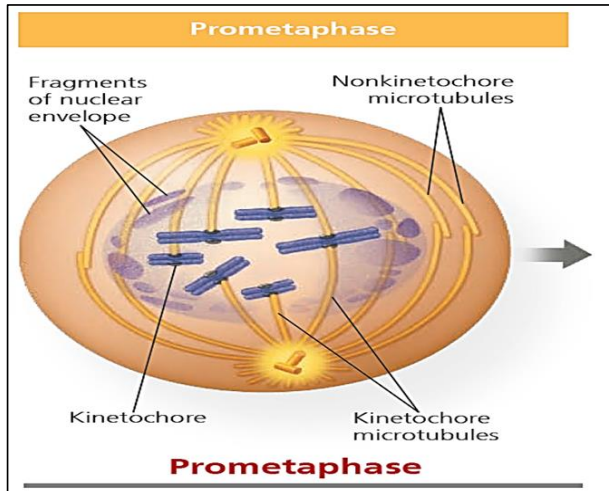 Prometaphase
Fragments
of nuclear
envelope
Nonkinetochore
microtubules
Kinetochore
Kinetochore
microtubules
Prometaphase